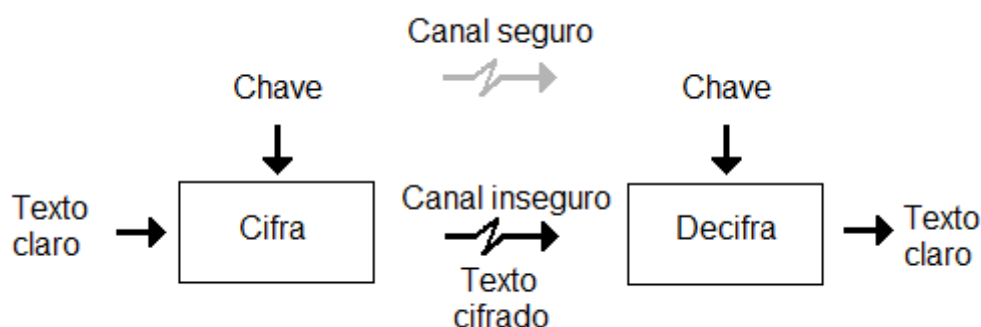 Canal seguro
Chave
Chave
Texto
claro
Cifra
Canal inseguro
Texto
cifrado
Decifra
Texto
claro